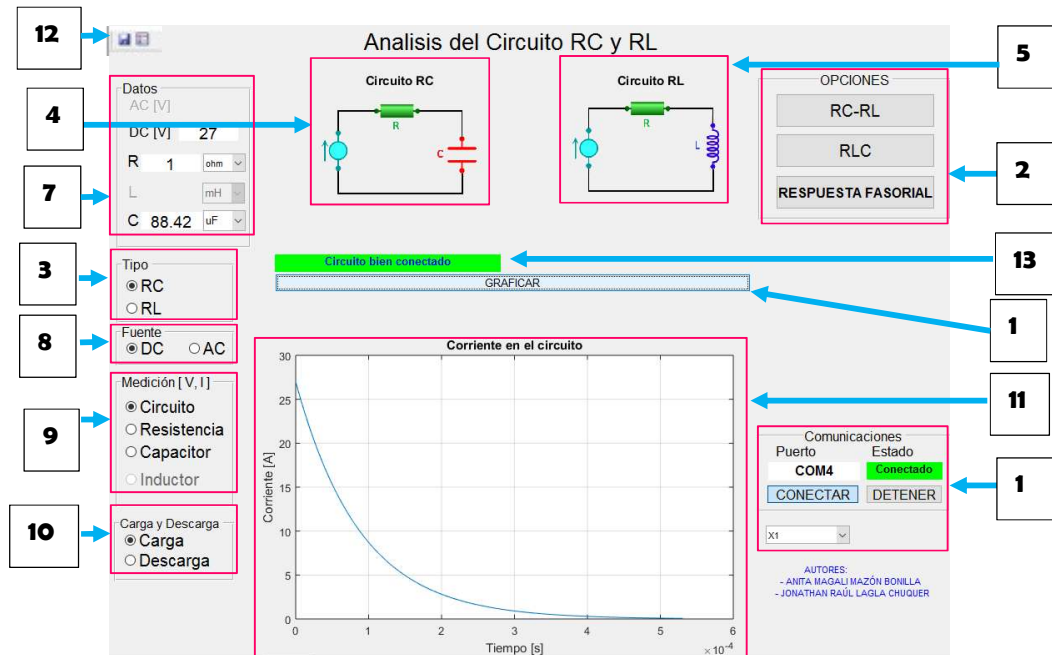 12
Analisis del Circuito RC y RL
5
4
Datos
AC [V]
DC [V] 27
R 1 ohm
L mH
C 88.42 uF
7
Circuito RC
R
C
Circuito RL
R
L
OPCIONES
RC-RL
RLC
RESPUESTA FASORIAL
2
3
Tipo
RC
RL
Circuito bien conectado
13
GRAFICAR
1
8
Fuente
DC AC
9
Medición [ V, I ]
Circuito
Resistencia
Capacitor
Inductor
10
Carga y Descarga
Carga
Descarga
Corriente en el circuito
30
25
20
15
10
5
0
Corriente [A]
0 1 2 3 4 5 6
Tiempo [s]
×10⁻⁴
11
Comunicaciones
Puerto Estado
COM4 Conectado
CONECTAR DETENER
X1
1
AUTORES:
- ANITA MAGALI MAZÓN BONILLA
- JONATHAN RAÚL LAGLA CHUQUER